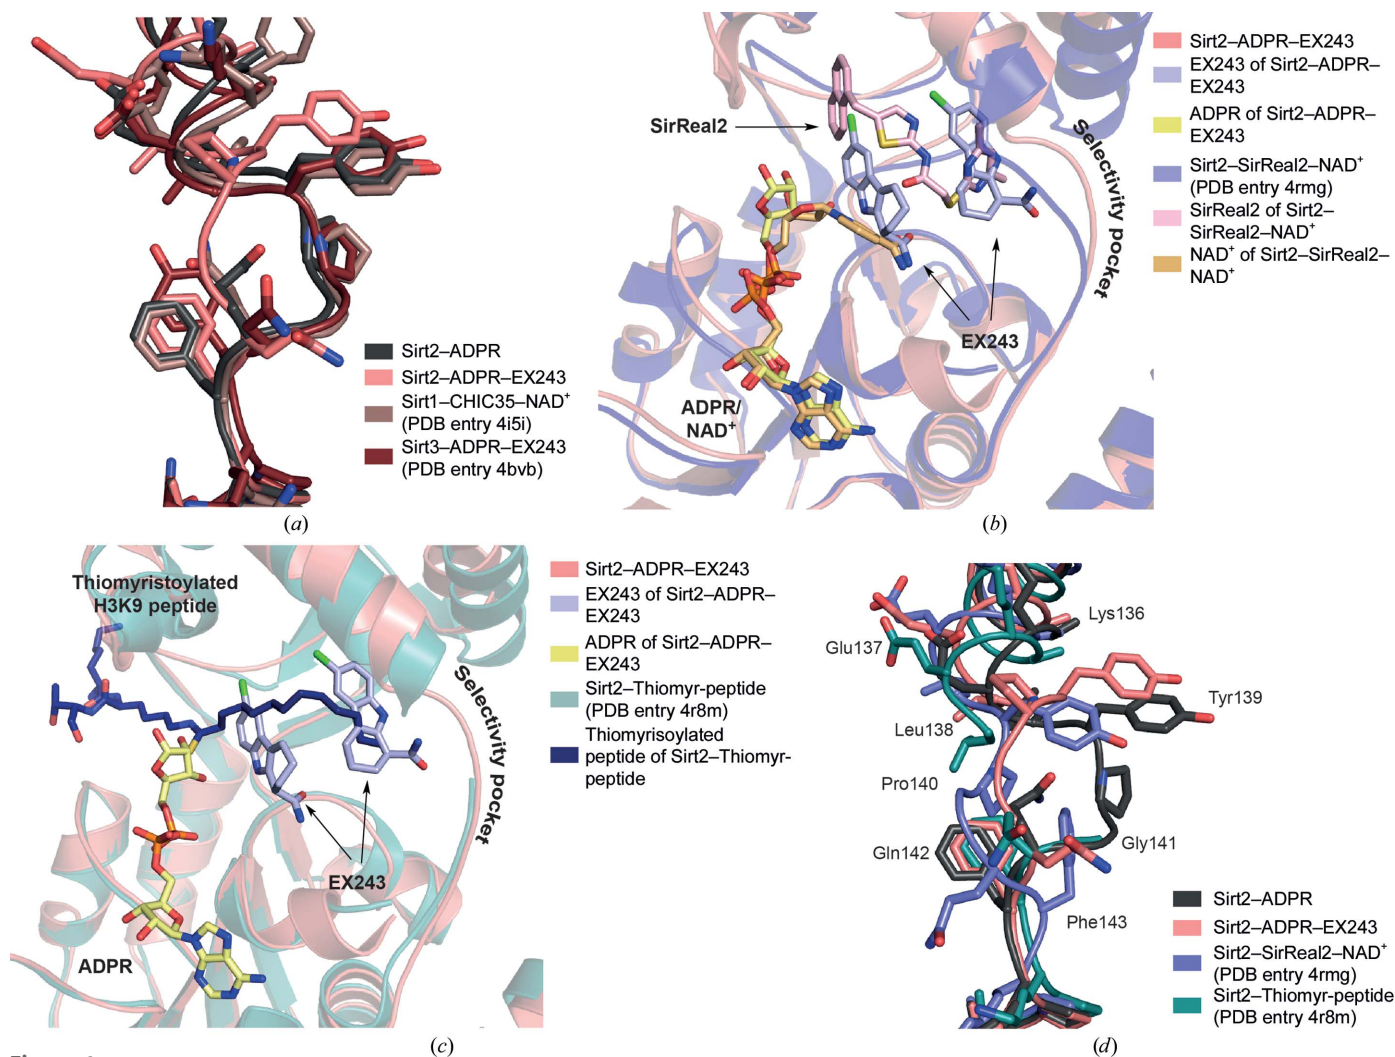 Sirt2–ADPR
Sirt2–ADPR–EX243
Sirt1–CHIC35–NAD+
(PDB entry 4i5i)
Sirt3–ADPR–EX243
(PDB entry 4bvb)
(a)
SirReal2
Selectivity pocket
EX243
ADPR/
NAD+
Sirt2–ADPR–EX243
EX243 of Sirt2–ADPR–
EX243
ADPR of Sirt2–ADPR–
EX243
Sirt2–SirReal2–NAD+
(PDB entry 4rmg)
SirReal2 of Sirt2–
SirReal2–NAD+
NAD+ of Sirt2–SirReal2–
NAD+
(b)
Thiomyristoylated
H3K9 peptide
Selectivity pocket
EX243
ADPR
Sirt2–ADPR–EX243
EX243 of Sirt2–ADPR–
EX243
ADPR of Sirt2–ADPR–
EX243
Sirt2–Thiomyr-peptide
(PDB entry 4r8m)
Thiomyrisoylated
peptide of Sirt2–Thiomyr-
peptide
(c)
Lys136
Glu137
Tyr139
Leu138
Pro140
Gly141
Gln142
Phe143
Sirt2–ADPR
Sirt2–ADPR–EX243
Sirt2–SirReal2–NAD+
(PDB entry 4rmg)
Sirt2–Thiomyr-peptide
(PDB entry 4r8m)
(d)